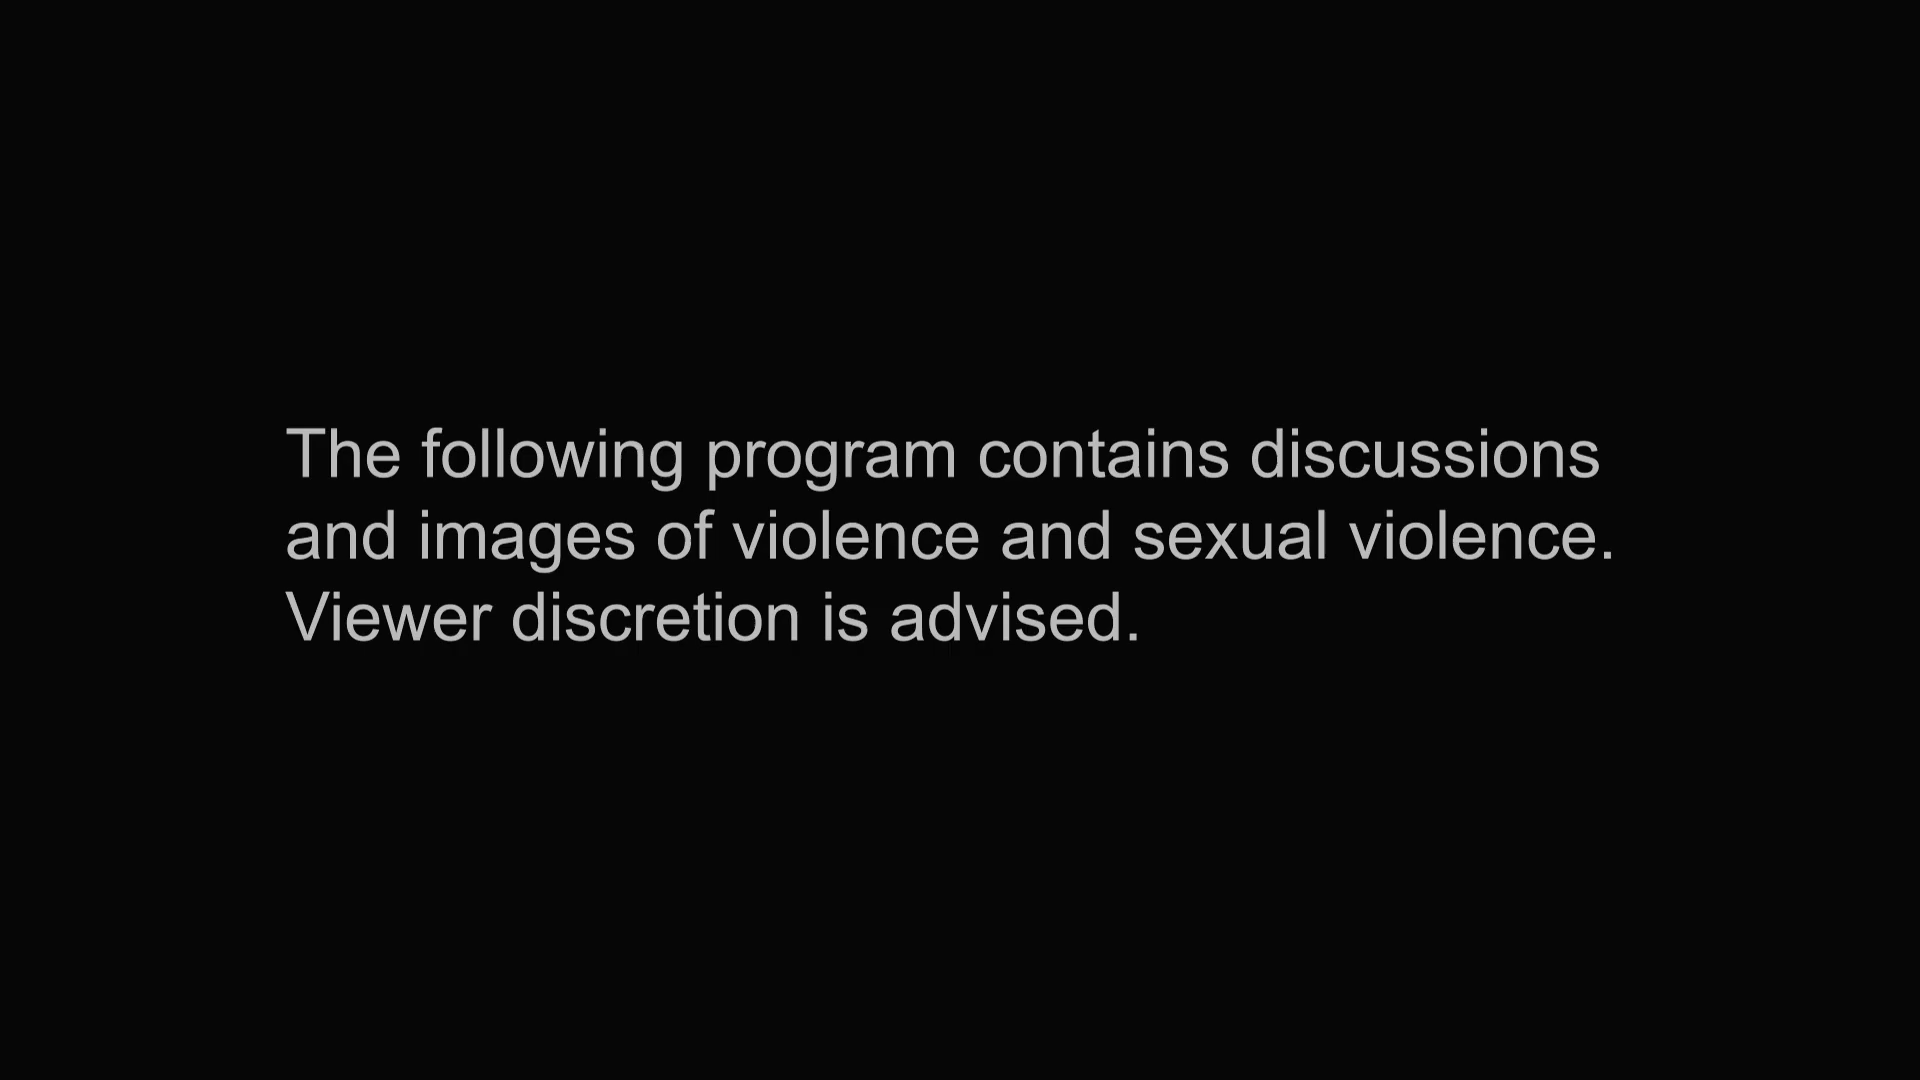 The following program contains discussions
and images of violence and sexual violence.
Viewer discretion is advised.